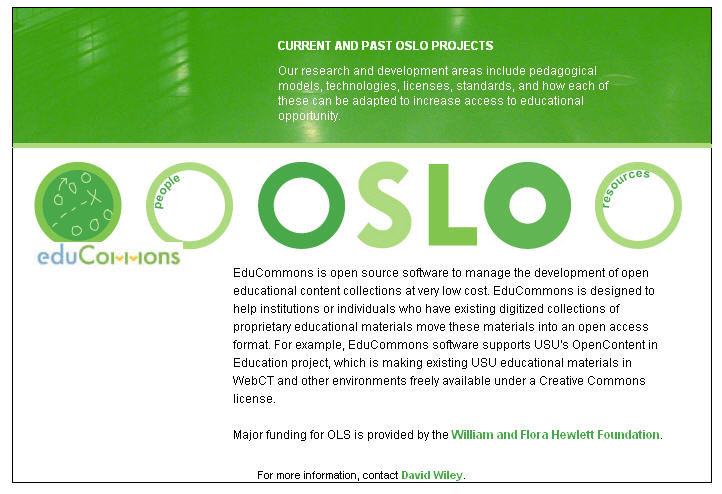 CURRENT AND PAST OSLO PROJECTS
Our research and development areas include pedagogical
models, technologies, licenses, standards, and how each of
these can be adapted to increase access to educational
opportunity.
people
OSLO
resources
eduCommons
EduCommons is open source software to manage the development of open
educational content collections at very low cost. EduCommons is designed to
help institutions or individuals who have existing digitized collections of
proprietary educational materials move these materials into an open access
format. For example, EduCommons software supports USU's OpenContent in
Education project, which is making existing USU educational materials in
WebCT and other environments freely available under a Creative Commons
license.
Major funding for OLS is provided by the William and Flora Hewlett Foundation.
For more information, contact David Wiley.